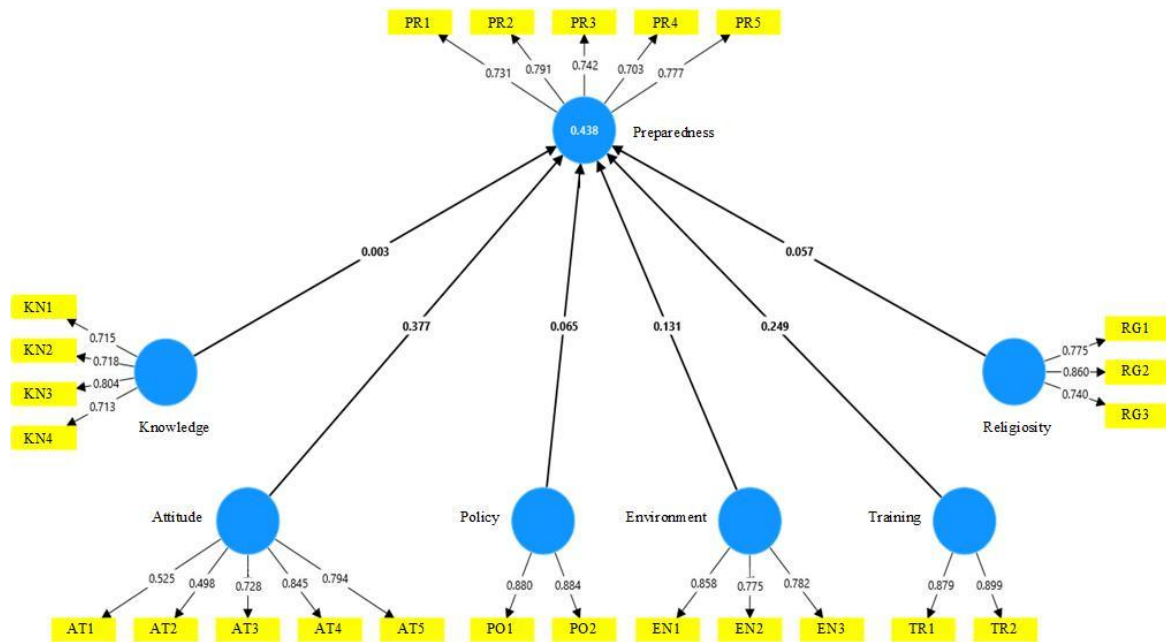 PR1 PR2 PR3 PR4 PR5
0.731 0.791 0.742 0.703 0.777
0.438 Preparedness
0.003 0.057
0.377 0.065 0.131 0.249
KN1
0.715
KN2
0.718
KN3
0.804
KN4
0.713
Knowledge
RG1
0.775
RG2
0.860
RG3
0.740
Religiosity
Attitude Policy Environment Training
0.525 0.498 0.728 0.845 0.794
0.880 0.884
0.858 0.775 0.782
0.879 0.899
AT1 AT2 AT3 AT4 AT5 PO1 PO2 EN1 EN2 EN3 TR1 TR2